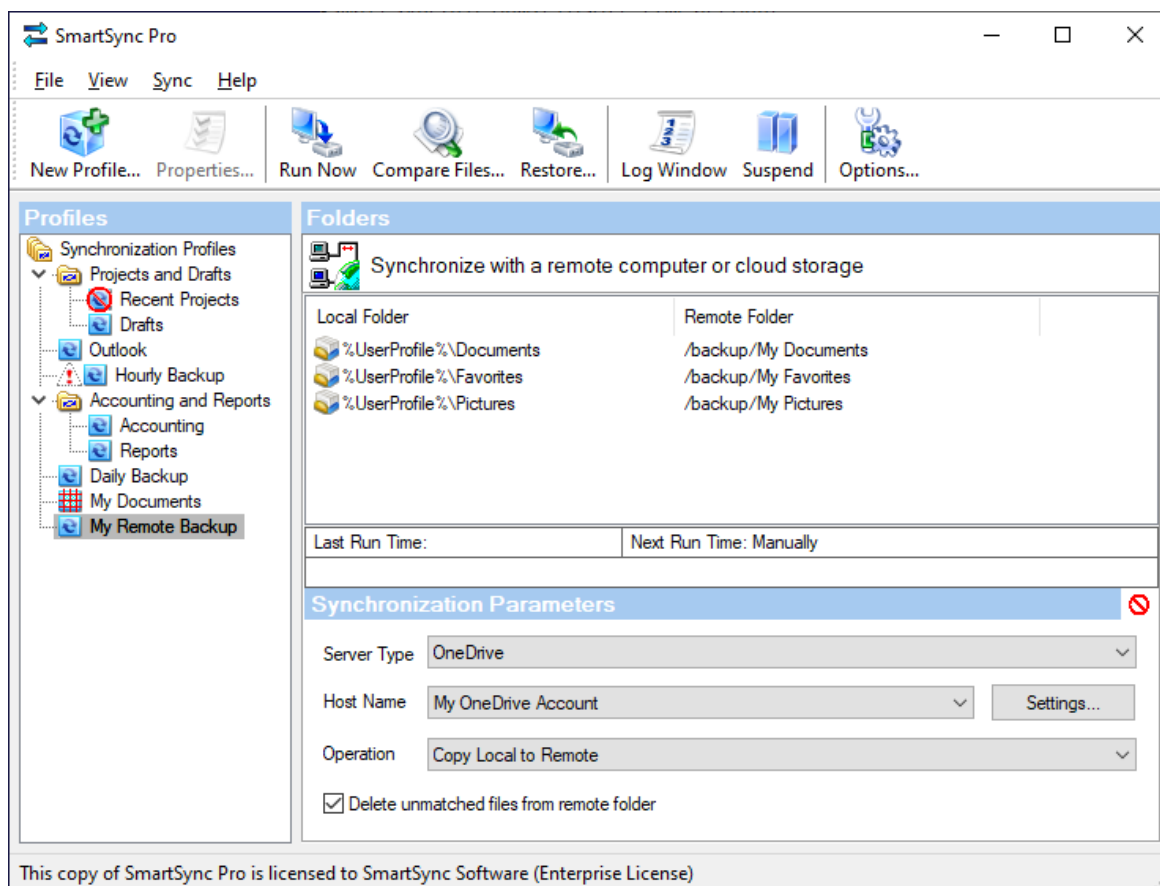 SmartSync Pro
File View Sync Help
New Profile... Properties... Run Now Compare Files... Restore... Log Window Suspend Options...
Profiles
Synchronization Profiles
Projects and Drafts
Recent Projects
Drafts
Outlook
Hourly Backup
Accounting and Reports
Accounting
Reports
Daily Backup
My Documents
My Remote Backup
Folders
Synchronize with a remote computer or cloud storage
Local Folder Remote Folder
%UserProfile%\Documents /backup/My Documents
%UserProfile%\Favorites /backup/My Favorites
%UserProfile%\Pictures /backup/My Pictures
Last Run Time: Next Run Time: Manually
Synchronization Parameters
Server Type OneDrive
Host Name My OneDrive Account Settings...
Operation Copy Local to Remote
Delete unmatched files from remote folder
This copy of SmartSync Pro is licensed to SmartSync Software (Enterprise License)